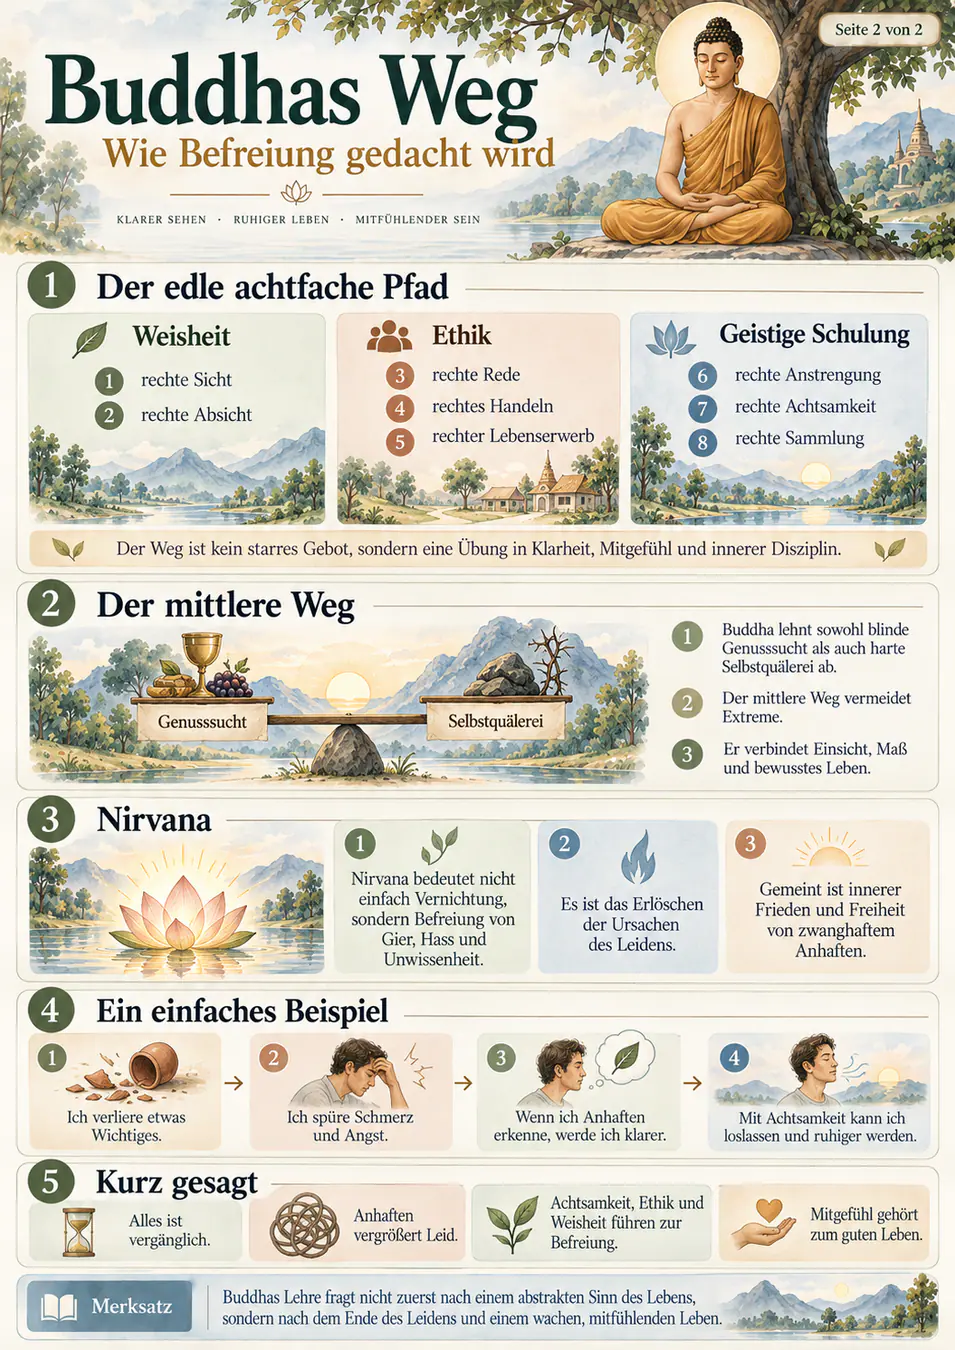 Seite 2 von 2
Buddhas Weg
Wie Befreiung gedacht wird
KLARER SEHEN · RUHIGER LEBEN · MITFÜHLENDER SEIN
1 Der edle achtfache Pfad
Weisheit
1 rechte Sicht
2 rechte Absicht
Ethik
3 rechte Rede
4 rechtes Handeln
5 rechter Lebenserwerb
Geistige Schulung
6 rechte Anstrengung
7 rechte Achtsamkeit
8 rechte Sammlung
Der Weg ist kein starres Gebot, sondern eine Übung in Klarheit, Mitgefühl und innerer Disziplin.
2 Der mittlere Weg
Genusssucht
Selbstquälerei
1 Buddha lehnt sowohl blinde
Genusssucht als auch harte
Selbstquälerei ab.
2 Der mittlere Weg vermeidet
Extreme.
3 Er verbindet Einsicht, Maß
und bewusstes Leben.
3 Nirvana
1
Nirvana bedeutet nicht
einfach Vernichtung,
sondern Befreiung von
Gier, Hass und
Unwissenheit.
2
Es ist das Erlöschen
der Ursachen
des Leidens.
3
Gemeint ist innerer
Frieden und Freiheit
von zwanghaftem
Anhaften.
4 Ein einfaches Beispiel
1
Ich verliere etwas
Wichtiges.
2
Ich spüre Schmerz
und Angst.
3
Wenn ich Anhaften
erkenne, werde ich klarer.
4
Mit Achtsamkeit kann ich
loslassen und ruhiger werden.
5 Kurz gesagt
Alles ist
vergänglich.
Anhaften
vergrößert Leid.
Achtsamkeit, Ethik und
Weisheit führen zur
Befreiung.
Mitgefühl gehört
zum guten Leben.
Merksatz
Buddhas Lehre fragt nicht zuerst nach einem abstrakten Sinn des Lebens,
sondern nach dem Ende des Leidens und einem wachen, mitfühlenden Leben.